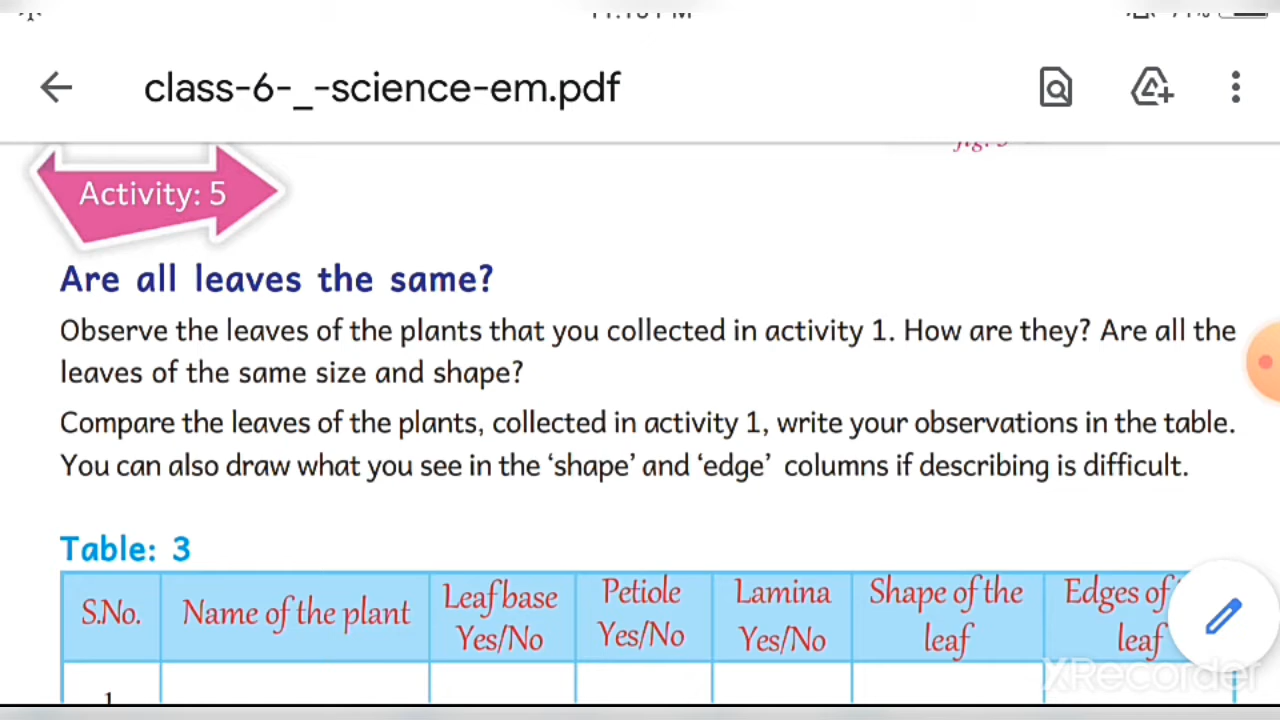 class-6-_-science-em.pdf
Activity: 5
Are all leaves the same?
Observe the leaves of the plants that you collected in activity 1. How are they? Are all the
leaves of the same size and shape?
Compare the leaves of the plants, collected in activity 1, write your observations in the table.
You can also draw what you see in the ‘shape’ and ‘edge’ columns if describing is difficult.
Table: 3
S.No. Name of the plant Leaf base Yes/No Petiole Yes/No Lamina Yes/No Shape of the leaf Edges of leaf
1
XRecorder